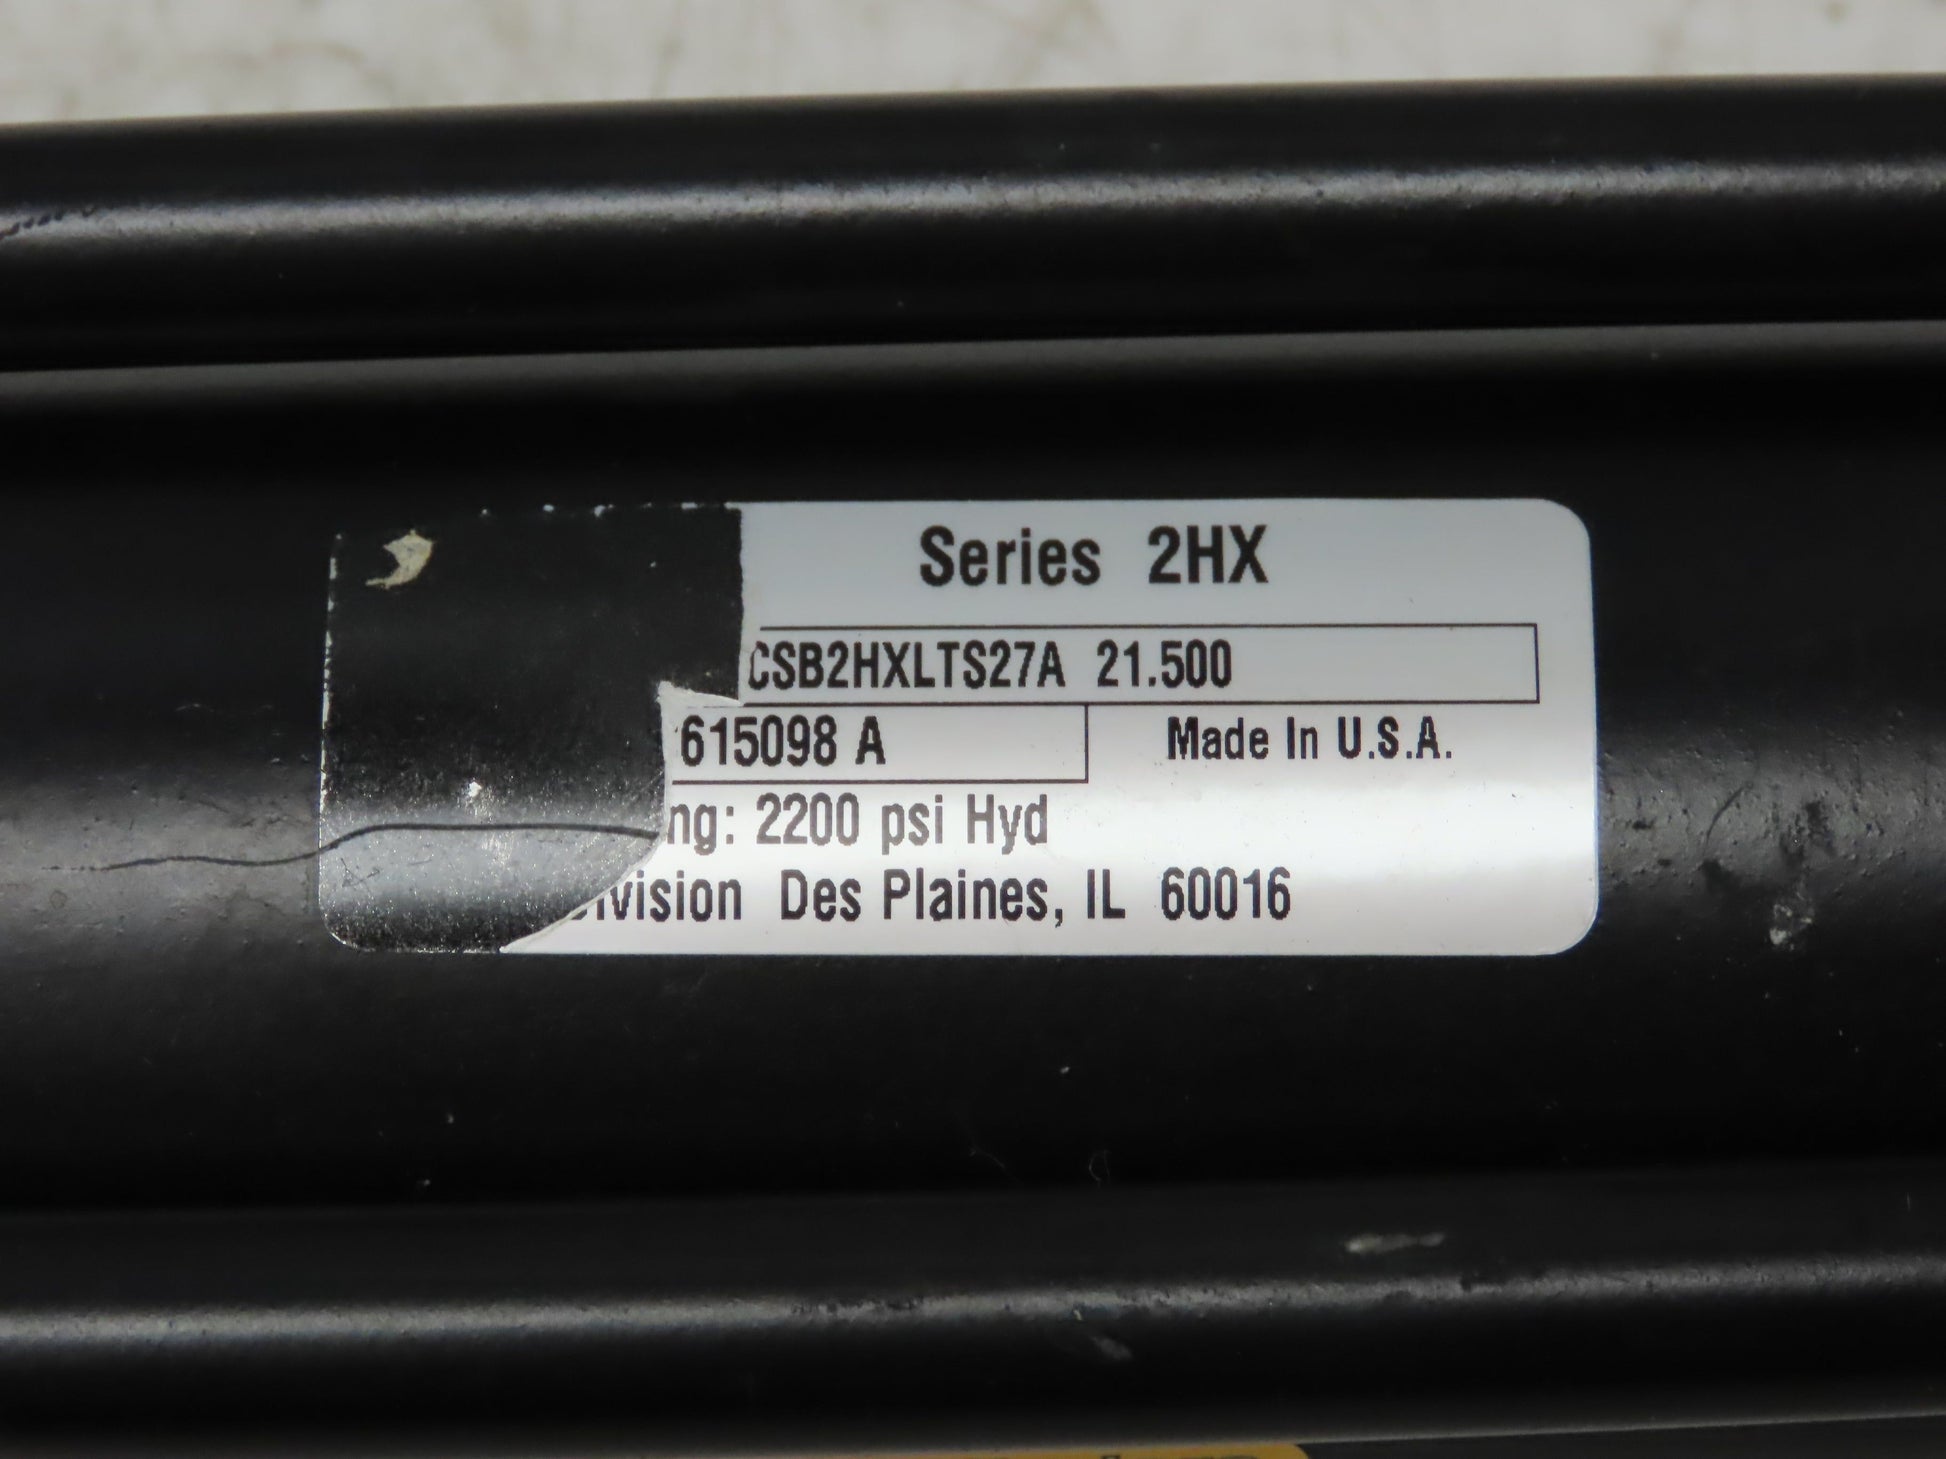 Series 2HX
CSB2HXLTS27A 21.500
615098 A
Made In U.S.A.
ng: 2200 psi Hyd
ivision Des Plaines, IL 60016